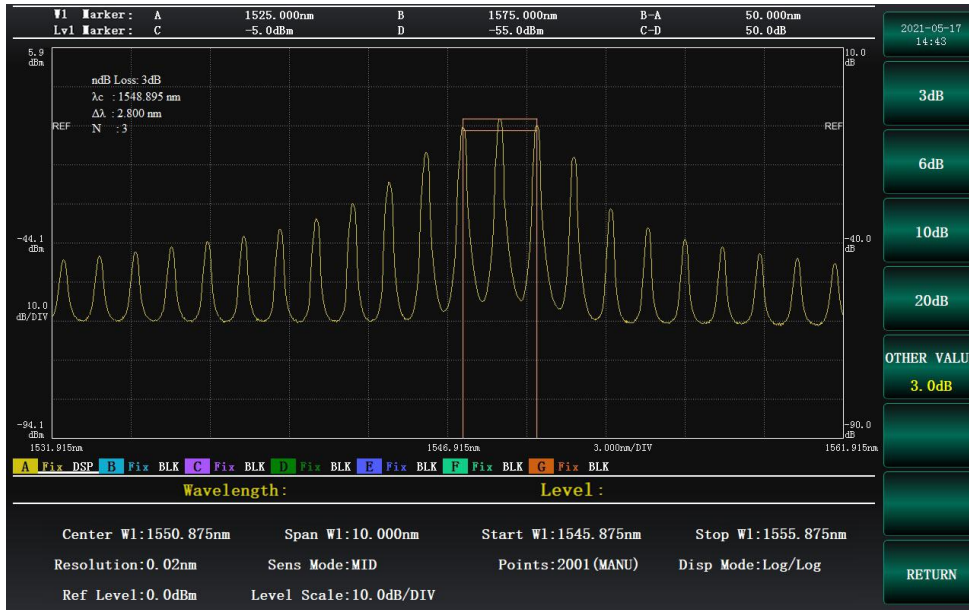 Wl Marker: A 1525.000nm B 1575.000nm B-A 50.000nm
Lvl Marker: C -5.0dBm D -55.0dBm C-D 50.0dB
2021-05-17
14:43
5.9
dBm
10.0
dB
ndB Loss: 3dB
λc : 1548.895 nm
Δλ : 2.800 nm
N : 3
REF
REF
3dB
6dB
-44.1
dBm
-40.0
dB
10dB
10.0
dB/DIV
20dB
OTHER VALU
3.0dB
-94.1
dBm
-90.0
dB
1531.915nm 1546.915nm 3.000nm/DIV 1561.915nm
A Fix DSP B Fix BLK C Fix BLK D Fix BLK E Fix BLK F Fix BLK G Fix BLK
Wavelength: Level:
Center Wl:1550.875nm Span Wl:10.000nm Start Wl:1545.875nm Stop Wl:1555.875nm
Resolution:0.02nm Sens Mode:MID Points:2001(MANU) Disp Mode:Log/Log
Ref Level:0.0dBm Level Scale:10.0dB/DIV
RETURN